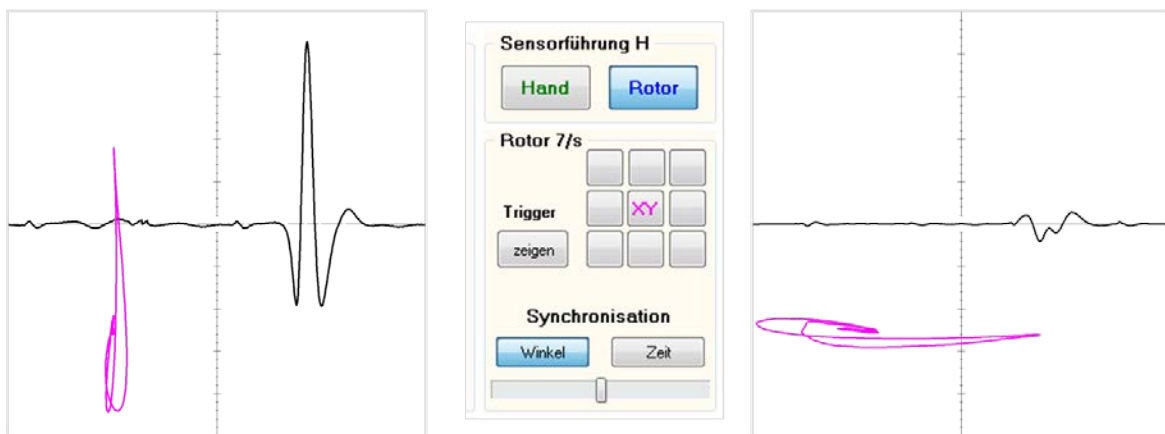 Sensorführung H
Hand Rotor
Rotor 7/s
XY
Trigger
zeigen
Synchronisation
Winkel Zeit